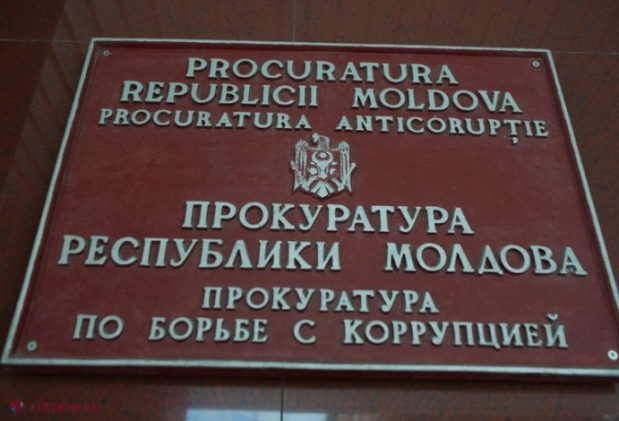 PROCURATURA
REPUBLICII MOLDOVA
PROCURATURA ANTICORUPȚIE
ПРОКУРАТУРА
РЕСПУБЛИКИ МОЛДОВА
ПРОКУРАТУРА
ПО БОРЬБЕ С КОРРУПЦИЕЙ